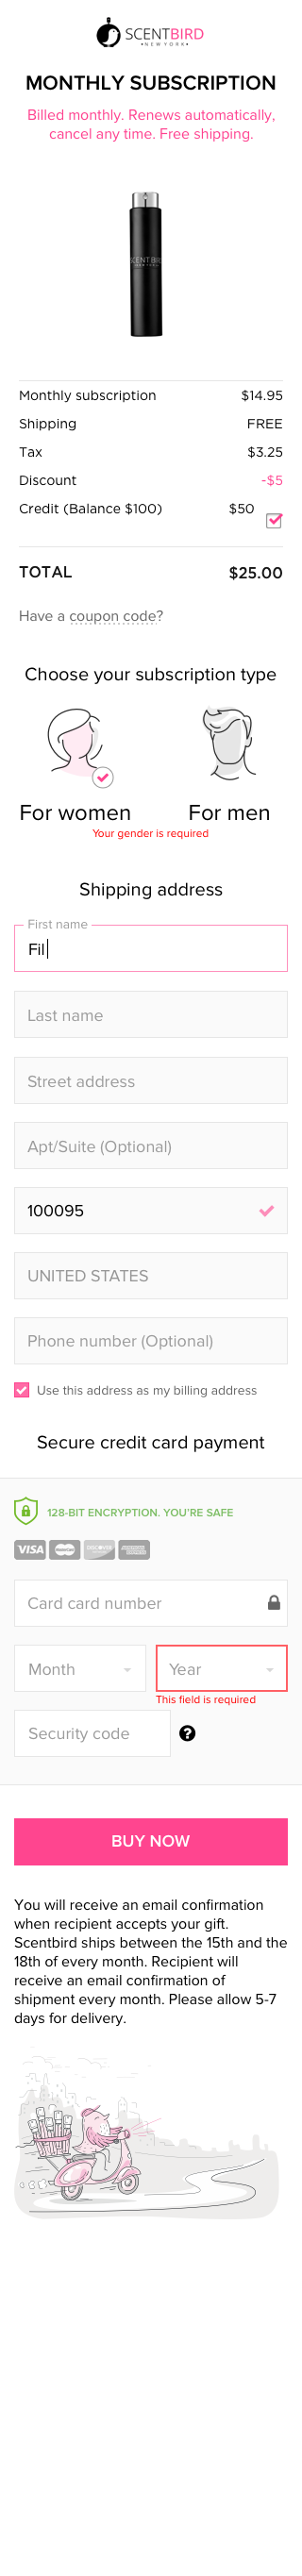 SCENTBIRD
•NEW YORK•
MONTHLY SUBSCRIPTION
Billed monthly. Renews automatically,
cancel any time. Free shipping.
SCENTBIRD
NEW YORK
Monthly subscription $14.95
Shipping FREE
Tax $3.25
Discount -$5
Credit (Balance $100) $50
TOTAL $25.00
Have a coupon code?
Choose your subscription type
For women For men
Your gender is required
Shipping address
First name
Fil
Last name
Street address
Apt/Suite (Optional)
100095
UNITED STATES
Phone number (Optional)
Use this address as my billing address
Secure credit card payment
128-BIT ENCRYPTION. YOU'RE SAFE
VISA DISCOVER
Card card number
Month Year
This field is required
Security code ?
BUY NOW
You will receive an email confirmation
when recipient accepts your gift.
Scentbird ships between the 15th and the
18th of every month. Recipient will
receive an email confirmation of
shipment every month. Please allow 5-7
days for delivery.